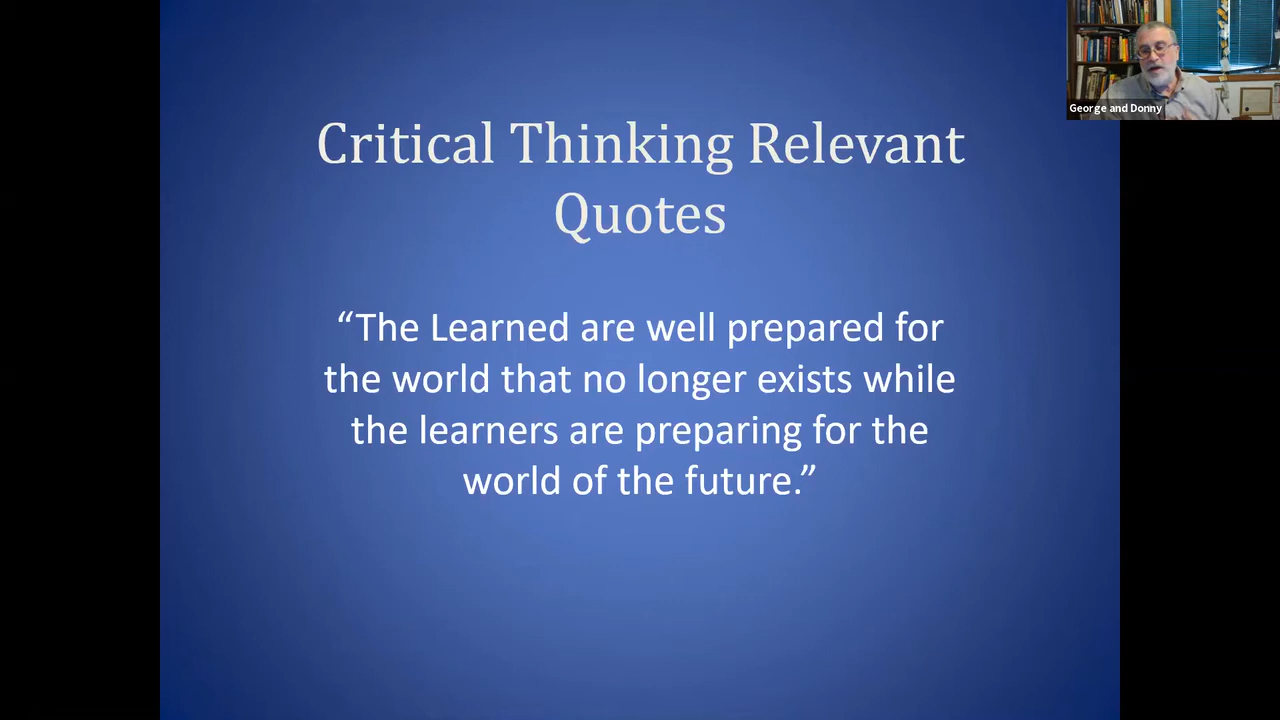 George and Donny
Critical Thinking Relevant
Quotes
“The Learned are well prepared for
the world that no longer exists while
the learners are preparing for the
world of the future.”